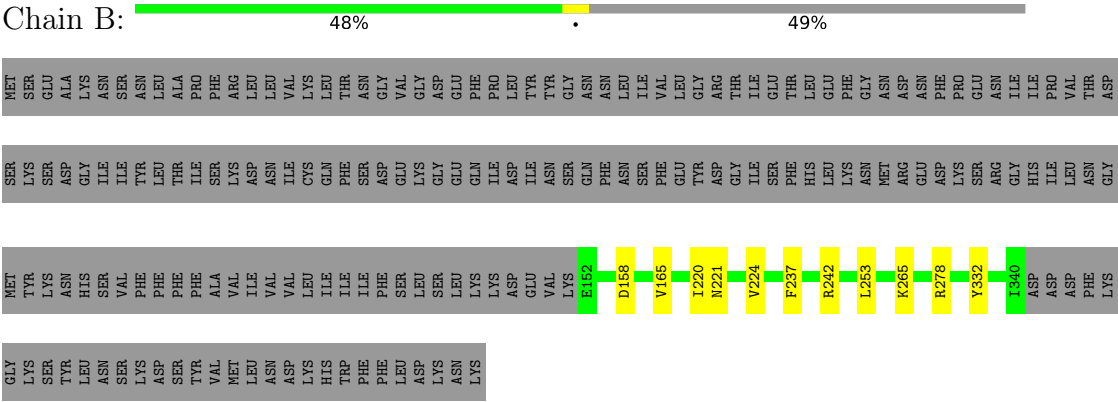 Chain B:
48% • 49%
MET SER GLU ALA LYS ASN SER ASN LEU ALA PRO PHE ARG LEU LEU VAL LYS LEU THR ASN GLY VAL GLY ASP GLU PHE PRO LEU TYR TYR GLY ASN ASN LEU ILE VAL LEU GLY ARG THR ILE GLU THR LEU GLU PHE GLY ASN ASP ASN PHE PRO GLU ASN ILE ILE PRO VAL THR ASP
SER LYS SER ASP GLY ILE ILE TYR LEU THR ILE SER LYS ASP ASN ILE CYS GLN PHE SER ASP GLU LYS GLY GLU GLN ILE ASP ILE ASN SER GLN PHE ASN SER PHE GLU TYR ASP GLY ILE SER PHE HIS LEU LYS ASN MET ARG GLU ASP LYS SER ARG GLY HIS ILE LEU ASN GLY
MET TYR LYS ASN HIS SER VAL PHE PHE PHE PHE ALA VAL ILE VAL VAL LEU ILE ILE ILE PHE SER LEU SER LEU LYS LYS ASP GLU VAL LYS E152 D158 V165 I220 N221 V224 F237 R242 L253 K265 R278 Y332 I340 ASP ASP ASP PHE LYS
GLY LYS SER TYR LEU ASN SER LYS ASP SER TYR VAL MET LEU ASN ASP LYS HIS TRP PHE PHE LEU ASP LYS ASN LYS